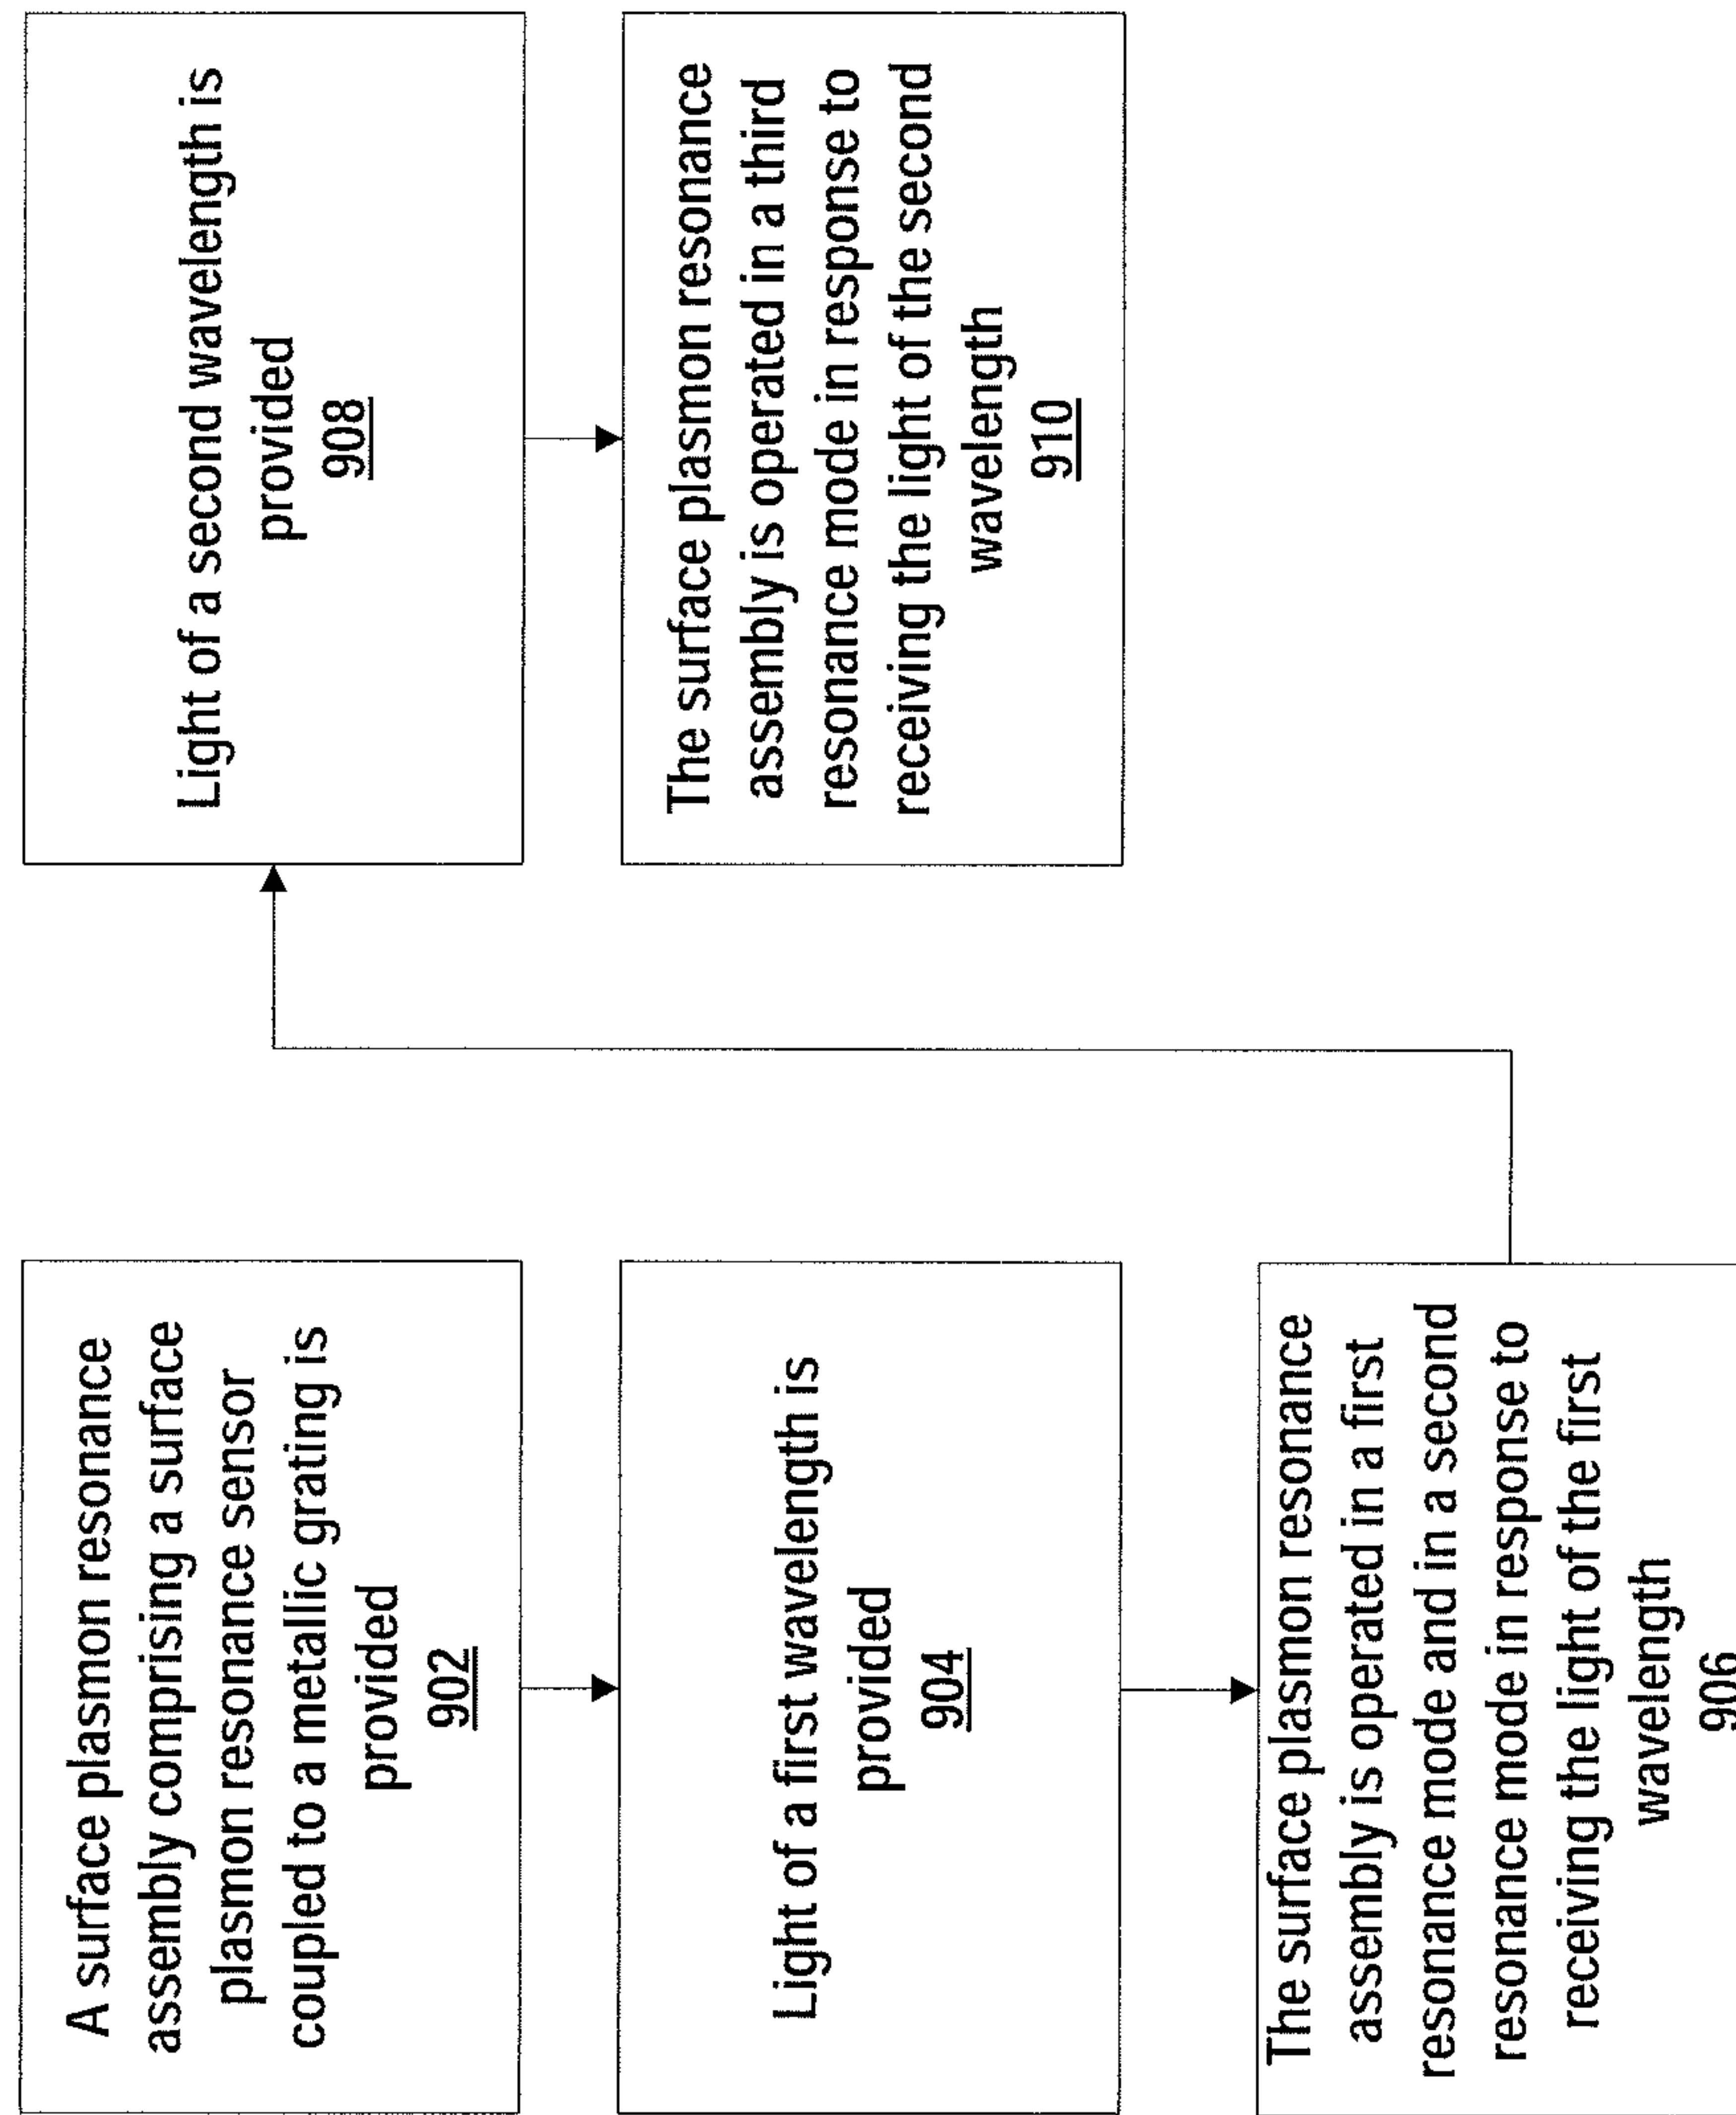 A surface plasmon resonance
assembly comprising a surface
plasmon resonance sensor
coupled to a metallic grating is
provided
902
Light of a first wavelength is
provided
904
The surface plasmon resonance
assembly is operated in a first
resonance mode and in a second
resonance mode in response to
receiving the light of the first
wavelength
906
Light of a second wavelength is
provided
908
The surface plasmon resonance
assembly is operated in a third
resonance mode in response to
receiving the light of the second
wavelength
910